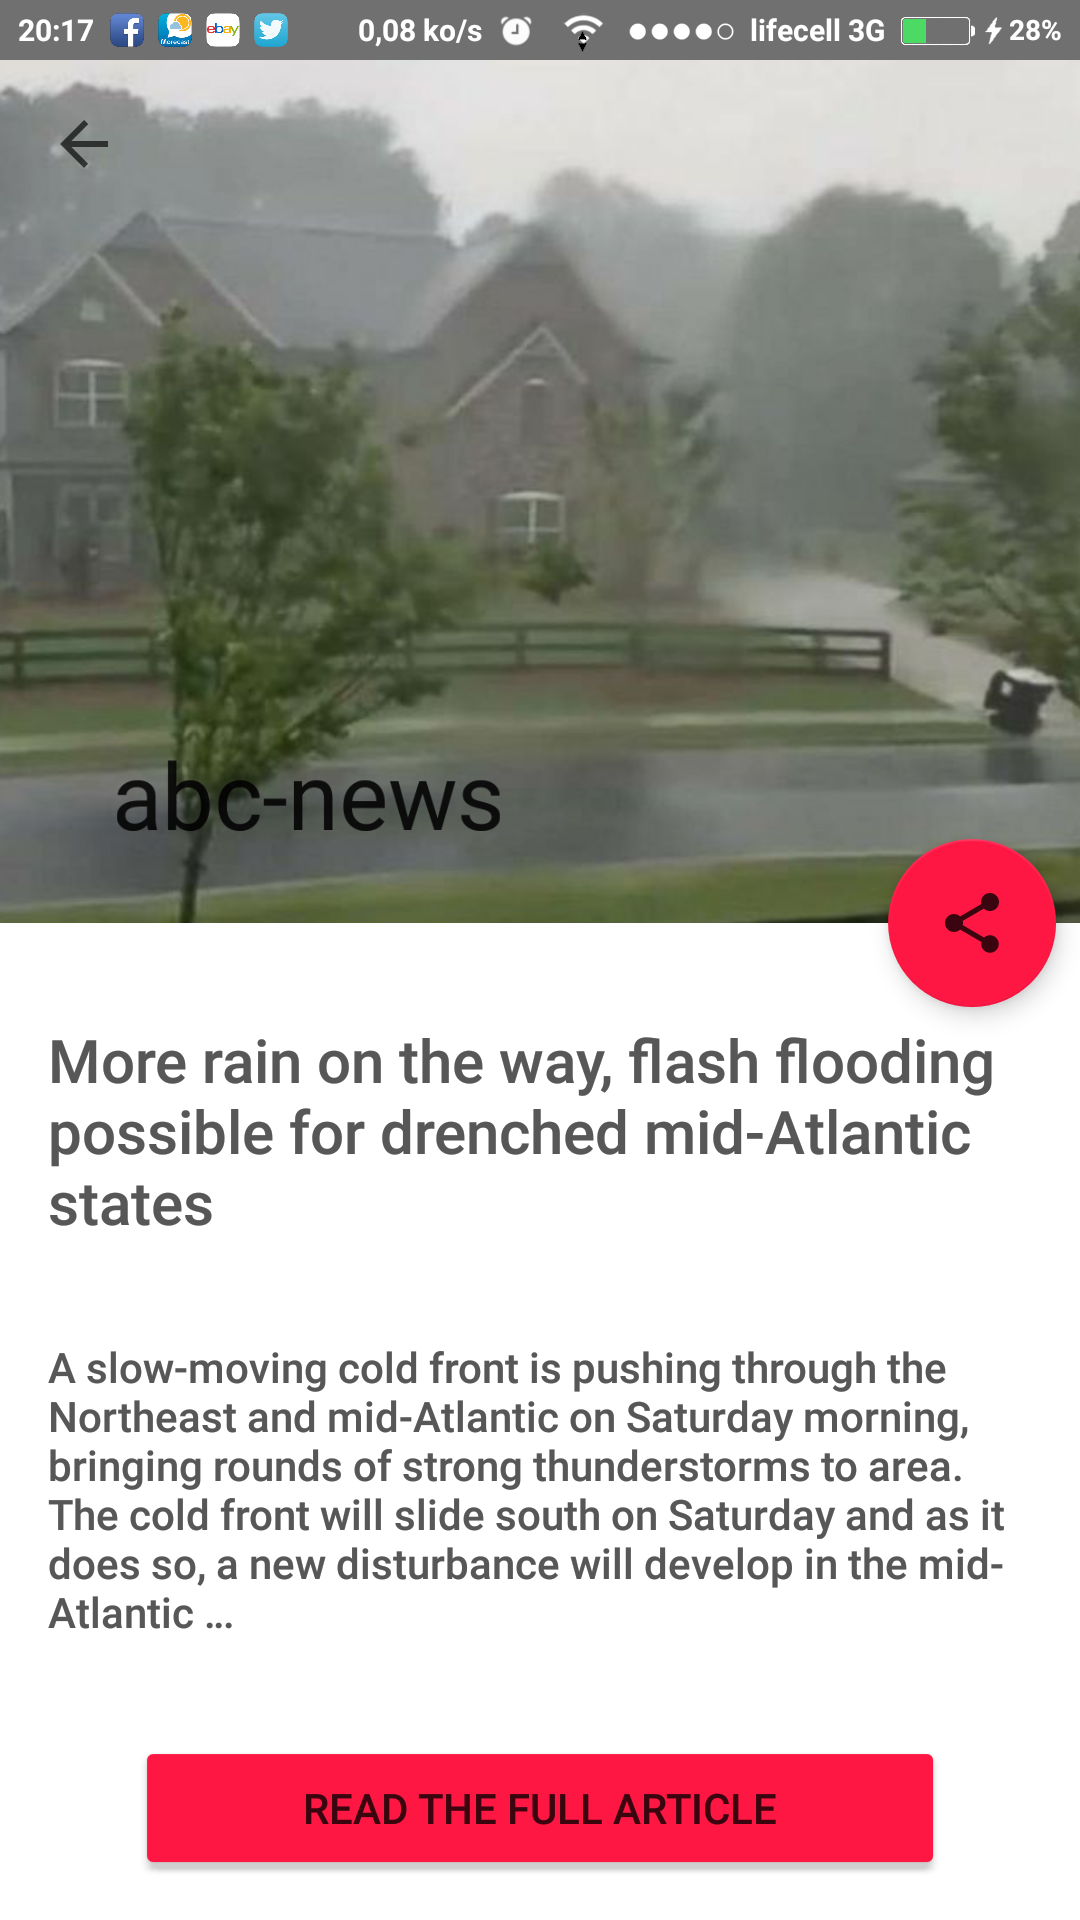 20:17 Morecast ebay 0,08 ko/s lifecell 3G 28%
abc-news
More rain on the way, flash flooding
possible for drenched mid-Atlantic
states
A slow-moving cold front is pushing through the
Northeast and mid-Atlantic on Saturday morning,
bringing rounds of strong thunderstorms to area.
The cold front will slide south on Saturday and as it
does so, a new disturbance will develop in the mid-
Atlantic ...
READ THE FULL ARTICLE